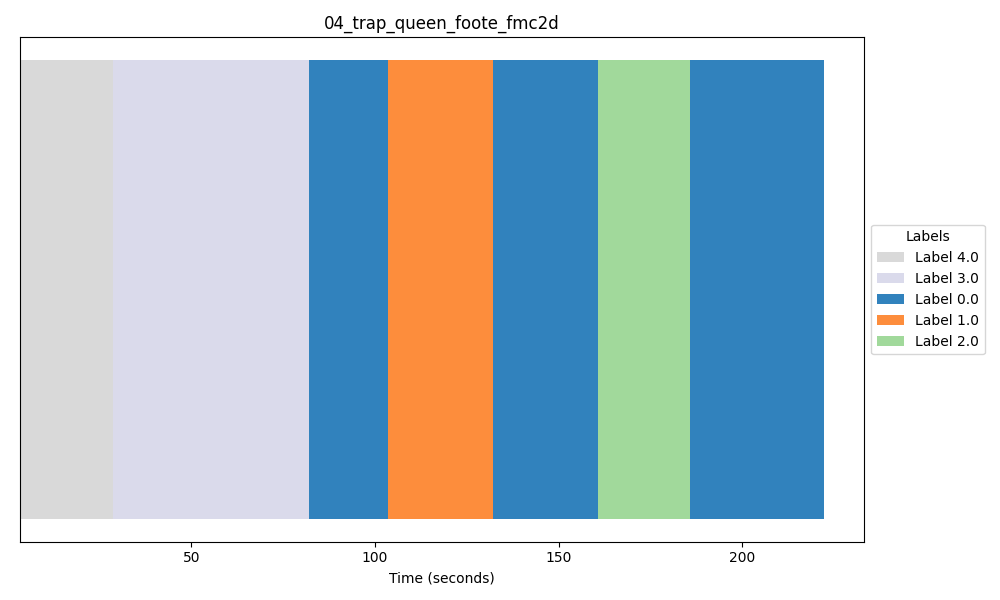 04_trap_queen_foote_fmc2d
Labels
Label 4.0
Label 3.0
Label 0.0
Label 1.0
Label 2.0
50
100
150
200
Time (seconds)